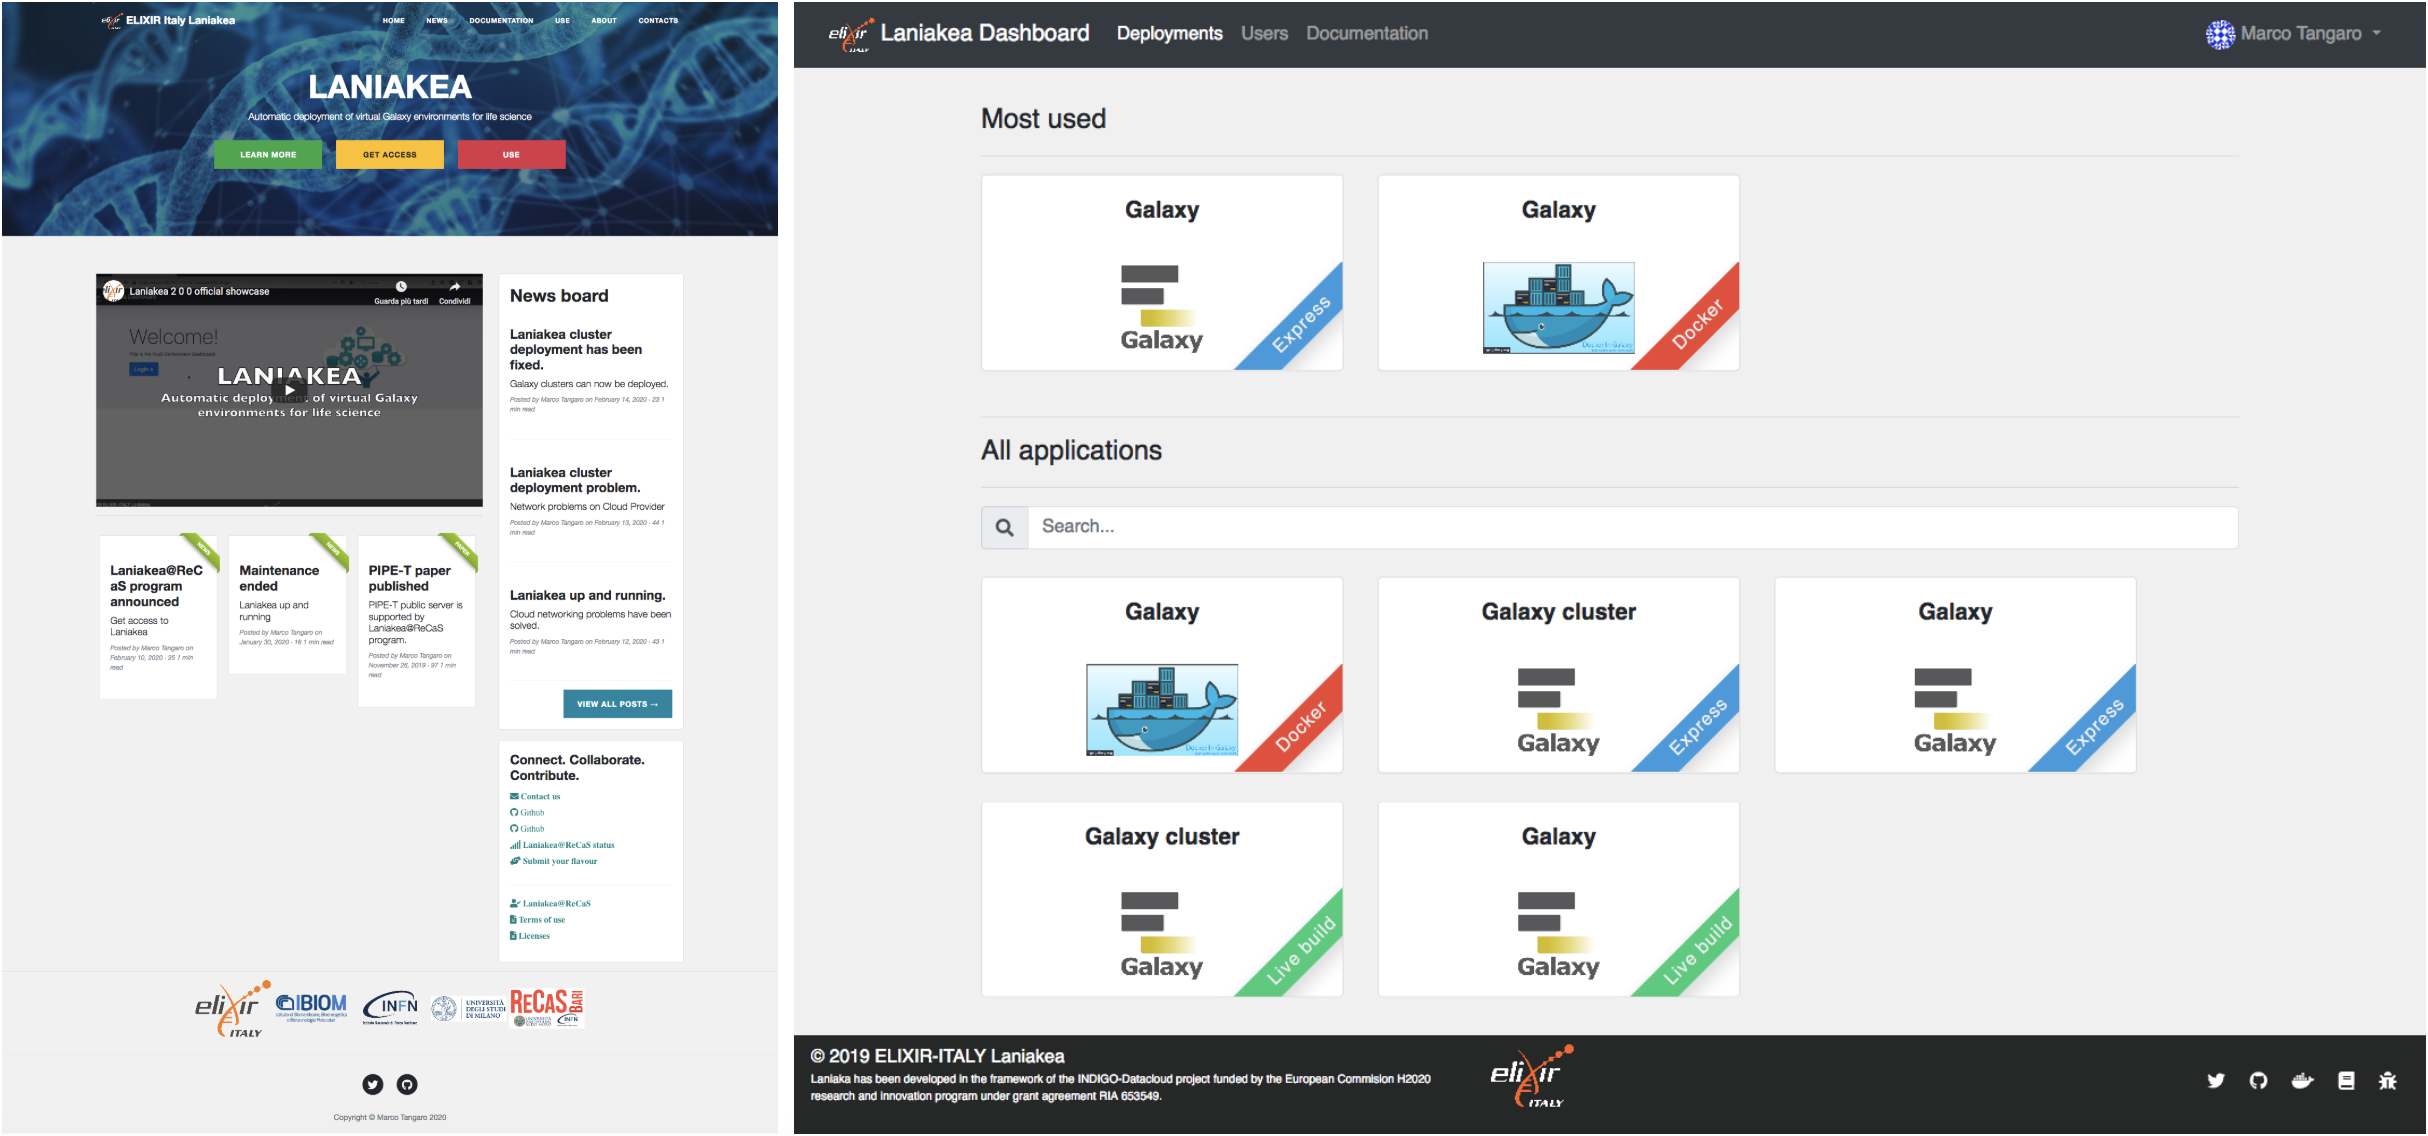 elixir
ELIXIR Italy Laniakea
HOME
NEWS
DOCUMENTATION
USE
ABOUT
CONTACTS
LANIAKEA
Automatic deployment of virtual Galaxy environments for life science
LEARN MORE
GET ACCESS
USE
elixir
Laniakea 2 0 0 official showcase
Guarda più tardi
Condividi
Welcome!
LANIAKEA
Automatic deployment of virtual Galaxy
environments for life science
NEWS
Laniakea@ReC
aS program
announced
Get access to
Laniakea
Posted by Marco Tangaro on
February 10, 2020 - 35 1 min
read
NEWS
Maintenance
ended
Laniakea up and
running
Posted by Marco Tangaro on
January 30, 2020 - 16 1 min read
PAPER
PIPE-T paper
published
PIPE-T public server is
supported by
Laniakea@ReCaS
program.
Posted by Marco Tangaro on
November 26, 2019 - 97 1 min
read
News board
Laniakea cluster
deployment has been
fixed.
Galaxy clusters can now be deployed.
Posted by Marco Tangaro on February 14, 2020 - 23 1
min read
Laniakea cluster
deployment problem.
Network problems on Cloud Provider
Posted by Marco Tangaro on February 13, 2020 - 44 1
min read
Laniakea up and running.
Cloud networking problems have been
solved.
Posted by Marco Tangaro on February 12, 2020 - 43 1
min read
VIEW ALL POSTS →
Connect. Collaborate.
Contribute.
Contact us
Github
Github
Laniakea@ReCaS status
Submit your flavour
Laniakea@ReCaS
Terms of use
Licenses
elixir
ITALY
IBIOM
INFN
UNIVERSITÀ
DEGLI STUDI
DI MILANO
ReCaS
BARI
INFN
Copyright © Marco Tangaro 2020
elixir
ITALY
Laniakea Dashboard
Deployments
Users
Documentation
Marco Tangaro
Most used
Galaxy
Galaxy
Express
Galaxy
Docker
All applications
Search...
Galaxy
Docker
Galaxy cluster
Galaxy
Express
Galaxy
Galaxy
Express
Galaxy cluster
Galaxy
Live build
Galaxy
Galaxy
Live build
© 2019 ELIXIR-ITALY Laniakea
Laniaka has been developed in the framework of the INDIGO-Datacloud project funded by the European Commision H2020
research and innovation program under grant agreement RIA 653549.
elixir
ITALY